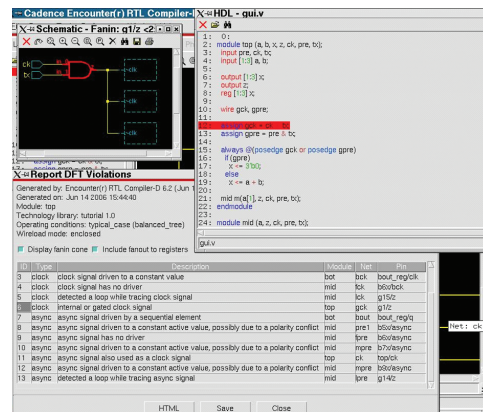 Cadence Encounter(r) RTL Compiler-
X HDL - gui.v
X Schematic - Fanin: g1/z <2>
ck
tx
in_0
in_1
clk
clk
clk
1: 0:
2: module top (a, b, x, z, ck, pre, tx);
3: input pre, ck, tx;
4: input [1:3] a, b;
5:
6: output [1:3] x;
7: output z;
8: reg [1:3] x;
9:
10: wire gck, gpre;
11:
12: assign gck = ck tx;
13: assign gpre = pre & tx;
14:
15: always @(posedge gck or posedge gpre)
16: if (gpre)
17: x <= 3'b0;
18: else
19: x <= a + b;
20:
21: mid m(a[1], z, ck, pre, tx);
22: endmodule
23:
24: module mid (a, z, ck, pre, tx);
gui.v
X Report DFT Violations
Generated by: Encounter(r) RTL Compiler-D 6.2 (Jun 1
Generated on: Jun 14 2006 15:44:40
Module: top
Technology library: tutorial 1.0
Operating conditions: typical_case (balanced_tree)
Wireload mode: enclosed
Display fanin cone Include fanout to registers
ID Type Description Module Net Pin
3 clock clock signal driven to a constant value bot bck bout_reg/clk
4 clock clock signal has no driver mid fck b6x/bck
5 clock detected a loop while tracing clock signal mid lck g15/z
6 clock internal or gated clock signal top gck g1/z
7 async async signal driven by a sequential element bot bout bout_reg/q
8 async async signal driven to a constant active value, possibly due to a polarity conflict mid pre1 b5x/async
9 async async signal has no driver mid fpre b6x/async
10 async async signal driven to a constant active value, possibly due to a polarity conflict mid mpre b7x/async
11 async async signal also used as a clock signal top ck top/ck
12 async async signal driven to a constant active value, possibly due to a polarity conflict mid mpre b9x/async
13 async detected a loop while tracing async signal mid lpre g14/z
Net: ck
HTML Save Close